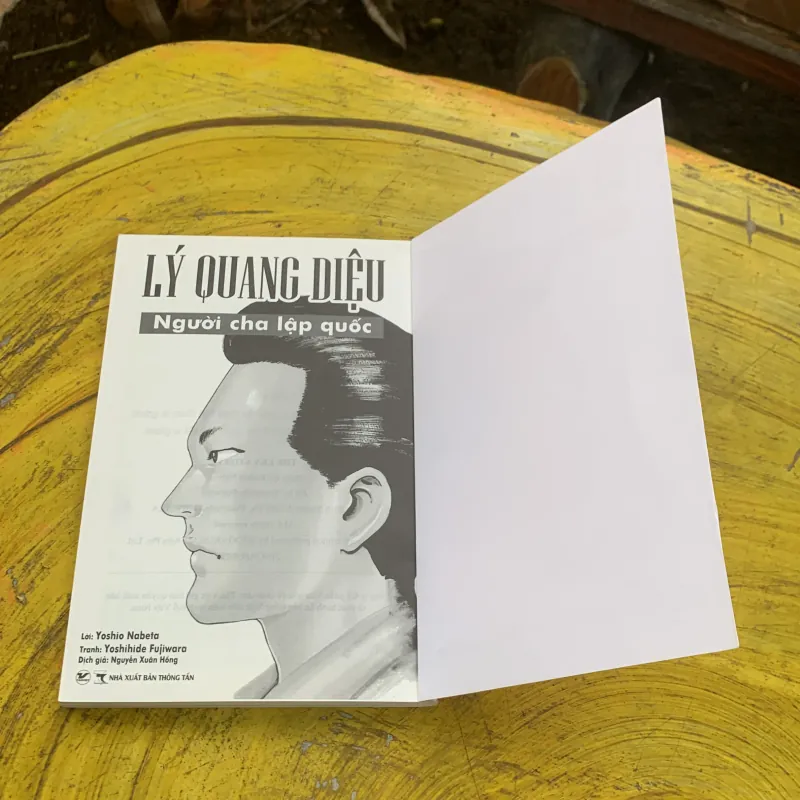 LÝ QUANG DIỆU
Người cha lập quốc
Lời: Yoshio Nabeta
Tranh: Yoshihide Fujiwara
Dịch giả: Nguyễn Xuân Hồng
NHÀ XUẤT BẢN THÔNG TẤN